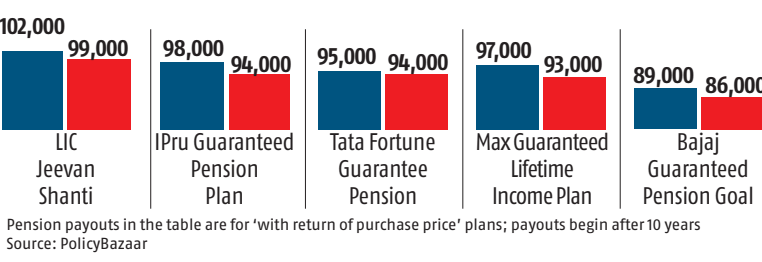 102,000 99,000
98,000 94,000
95,000 94,000
97,000 93,000
89,000 86,000
LIC
Jeevan
Shanti
IPru Guaranteed
Pension
Plan
Tata Fortune
Guarantee
Pension
Max Guaranteed
Lifetime
Income Plan
Bajaj
Guaranteed
Pension Goal
Pension payouts in the table are for ‘with return of purchase price’ plans; payouts begin after 10 years
Source: PolicyBazaar